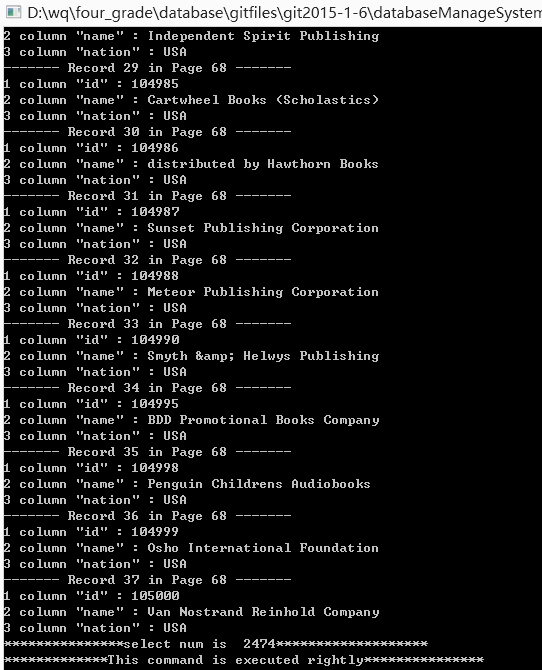 D:\wq\four_grade\database\gitfiles\git2015-1-6\databaseManageSystem
2 column "name" : Independent Spirit Publishing
3 column "nation" : USA
------- Record 29 in Page 68 -------
1 column "id" : 104985
2 column "name" : Cartwheel Books (Scholastics)
3 column "nation" : USA
------- Record 30 in Page 68 -------
1 column "id" : 104986
2 column "name" : distributed by Hawthorn Books
3 column "nation" : USA
------- Record 31 in Page 68 -------
1 column "id" : 104987
2 column "name" : Sunset Publishing Corporation
3 column "nation" : USA
------- Record 32 in Page 68 -------
1 column "id" : 104988
2 column "name" : Meteor Publishing Corporation
3 column "nation" : USA
------- Record 33 in Page 68 -------
1 column "id" : 104990
2 column "name" : Smyth &amp; Helwys Publishing
3 column "nation" : USA
------- Record 34 in Page 68 -------
1 column "id" : 104995
2 column "name" : BDD Promotional Books Company
3 column "nation" : USA
------- Record 35 in Page 68 -------
1 column "id" : 104998
2 column "name" : Penguin Childrens Audiobooks
3 column "nation" : USA
------- Record 36 in Page 68 -------
1 column "id" : 104999
2 column "name" : Osho International Foundation
3 column "nation" : USA
------- Record 37 in Page 68 -------
1 column "id" : 105000
2 column "name" : Van Nostrand Reinhold Company
3 column "nation" : USA
***************select num is  2474*******************
*************This command is executed rightly***************